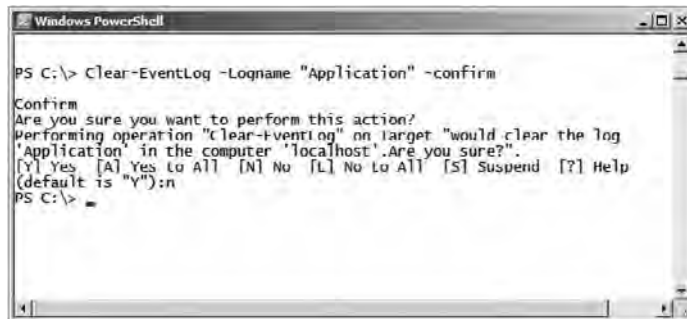 Windows PowerShell
PS C:\> Clear-EventLog -Logname "Application" -confirm
Confirm
Are you sure you want to perform this action?
Performing operation "Clear-EventLog" on Target "would clear the log
'Application' in the computer 'localhost'.Are you sure?".
[Y] Yes [A] Yes to All [N] No [L] No to All [S] Suspend [?] Help
(default is "Y"):n
PS C:\> _